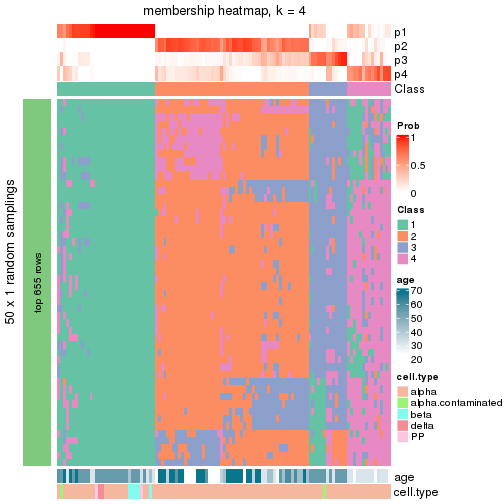 membership heatmap, k = 4
p1
p2
p3
p4
Class
50 x 1 random samplings
top 655 rows
Prob
1
0.5
0
Class
1
2
3
4
age
70
60
50
40
30
20
cell.type
alpha
alpha.contaminated
beta
delta
PP
age
cell.type